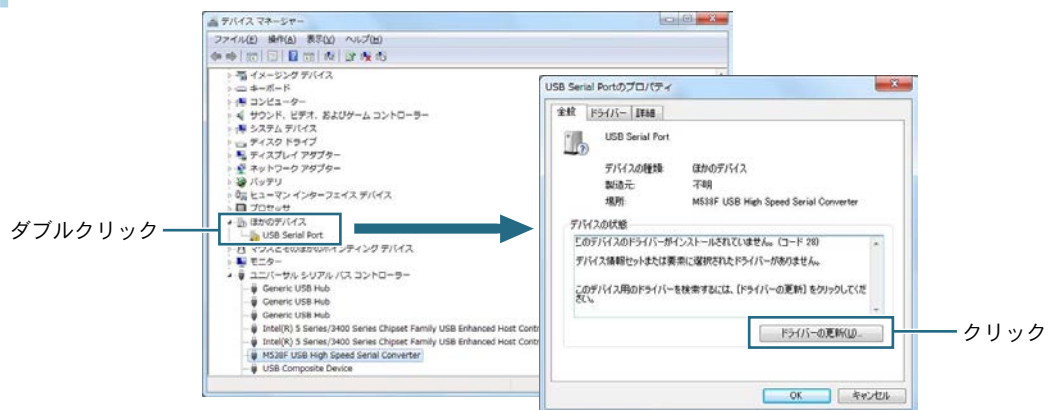 デバイス マネージャー
ファイル(F) 操作(A) 表示(V) ヘルプ(H)
イメージング デバイス
キーボード
コンピューター
サウンド、ビデオ、およびゲーム コントローラー
システム デバイス
ディスク ドライブ
ディスプレイ アダプター
ネットワーク アダプター
バッテリ
ヒューマン インターフェイス デバイス
プロセッサ
ほかのデバイス
USB Serial Port
マウスとそのほかのポインティング デバイス
モニター
ユニバーサル シリアル バス コントローラー
Generic USB Hub
Generic USB Hub
Generic USB Hub
Intel(R) 5 Series/3400 Series Chipset Family USB Enhanced Host Contr
Intel(R) 5 Series/3400 Series Chipset Family USB Enhanced Host Contr
M538F USB High Speed Serial Converter
USB Composite Device
ダブルクリック
USB Serial Portのプロパティ
全般 ドライバー 詳細
USB Serial Port
デバイスの種類: ほかのデバイス
製造元: 不明
場所: M538F USB High Speed Serial Converter
デバイスの状態
このデバイスのドライバーがインストールされていません。 (コード 28)
デバイス情報セットまたは要素に選択されたドライバーがありません。
このデバイス用のドライバーを検索するには、[ドライバーの更新] をクリックしてくだ
さい。
ドライバーの更新(U)...
クリック
OK キャンセル